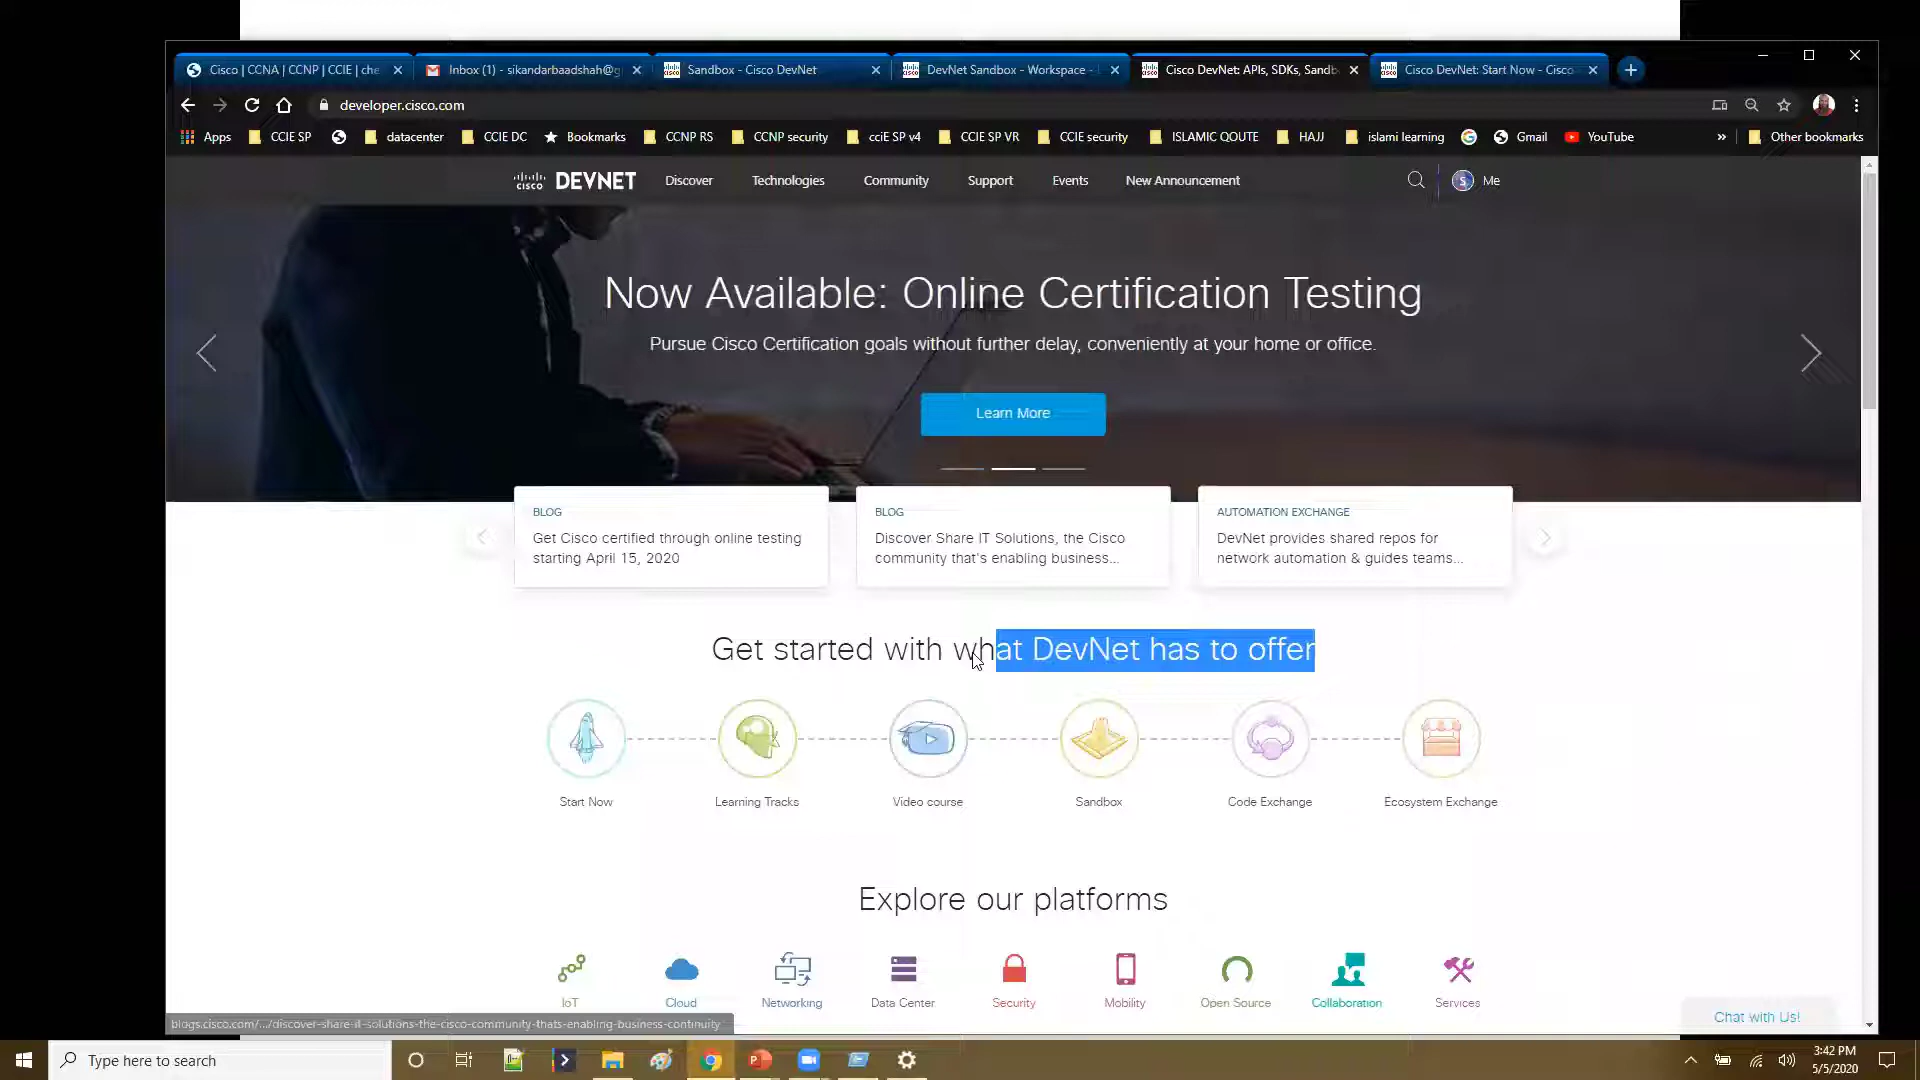 Cisco | CCNA | CCNP | CCIE | che
Inbox (1) - sikandarbaadshah@g
Sandbox - Cisco DevNet
DevNet Sandbox - Workspace -
Cisco DevNet: APIs, SDKs, Sandb
Cisco DevNet: Start Now - Cisco
developer.cisco.com
Apps
CCIE SP
datacenter
CCIE DC
Bookmarks
CCNP RS
CCNP security
cciE SP v4
CCIE SP VR
CCIE security
ISLAMIC QOUTE
HAJJ
islami learning
Gmail
YouTube
»
Other bookmarks
cisco DEVNET
Discover
Technologies
Community
Support
Events
New Announcement
S
Me
Now Available: Online Certification Testing
Pursue Cisco Certification goals without further delay, conveniently at your home or office.
Learn More
BLOG
Get Cisco certified through online testing
starting April 15, 2020
BLOG
Discover Share IT Solutions, the Cisco
community that's enabling business...
AUTOMATION EXCHANGE
DevNet provides shared repos for
network automation & guides teams...
Get started with what DevNet has to offer
Start Now
Learning Tracks
Video course
Sandbox
Code Exchange
Ecosystem Exchange
Explore our platforms
IoT
Cloud
Networking
Data Center
Security
Mobility
Open Source
Collaboration
Services
Chat with Us!
blogs.cisco.com/.../discover-share-it-solutions-the-cisco-community-thats-enabling-business-continuity
Type here to search
3:42 PM
5/5/2020